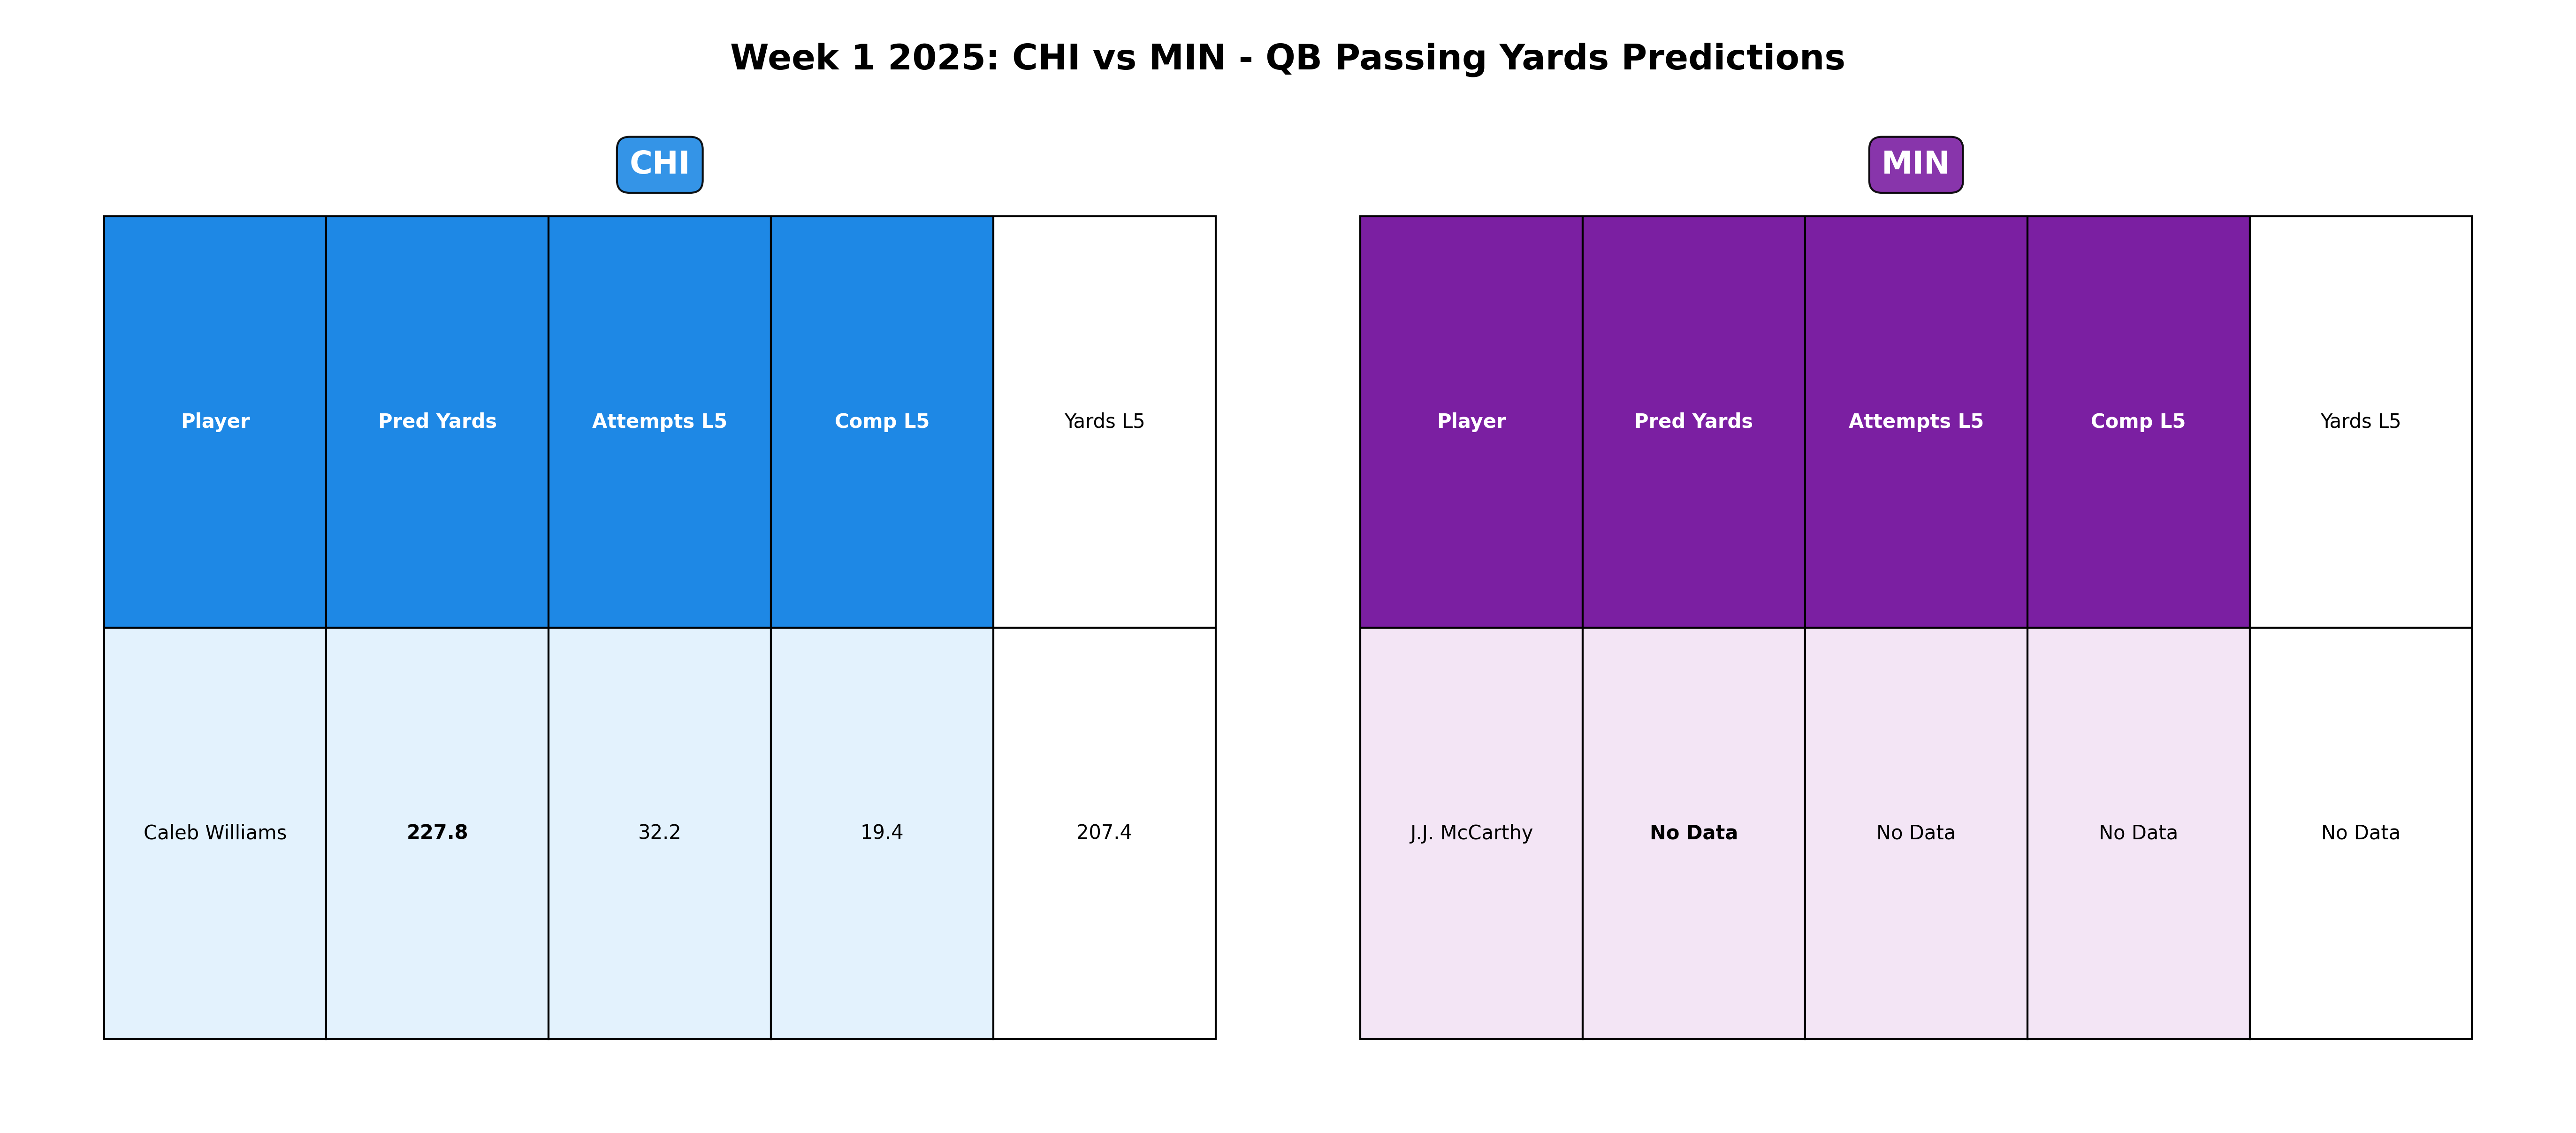 Week 1 2025: CHI vs MIN - QB Passing Yards Predictions
CHI
Player Pred Yards Attempts L5 Comp L5 Yards L5
Caleb Williams 227.8 32.2 19.4 207.4
MIN
Player Pred Yards Attempts L5 Comp L5 Yards L5
J.J. McCarthy No Data No Data No Data No Data